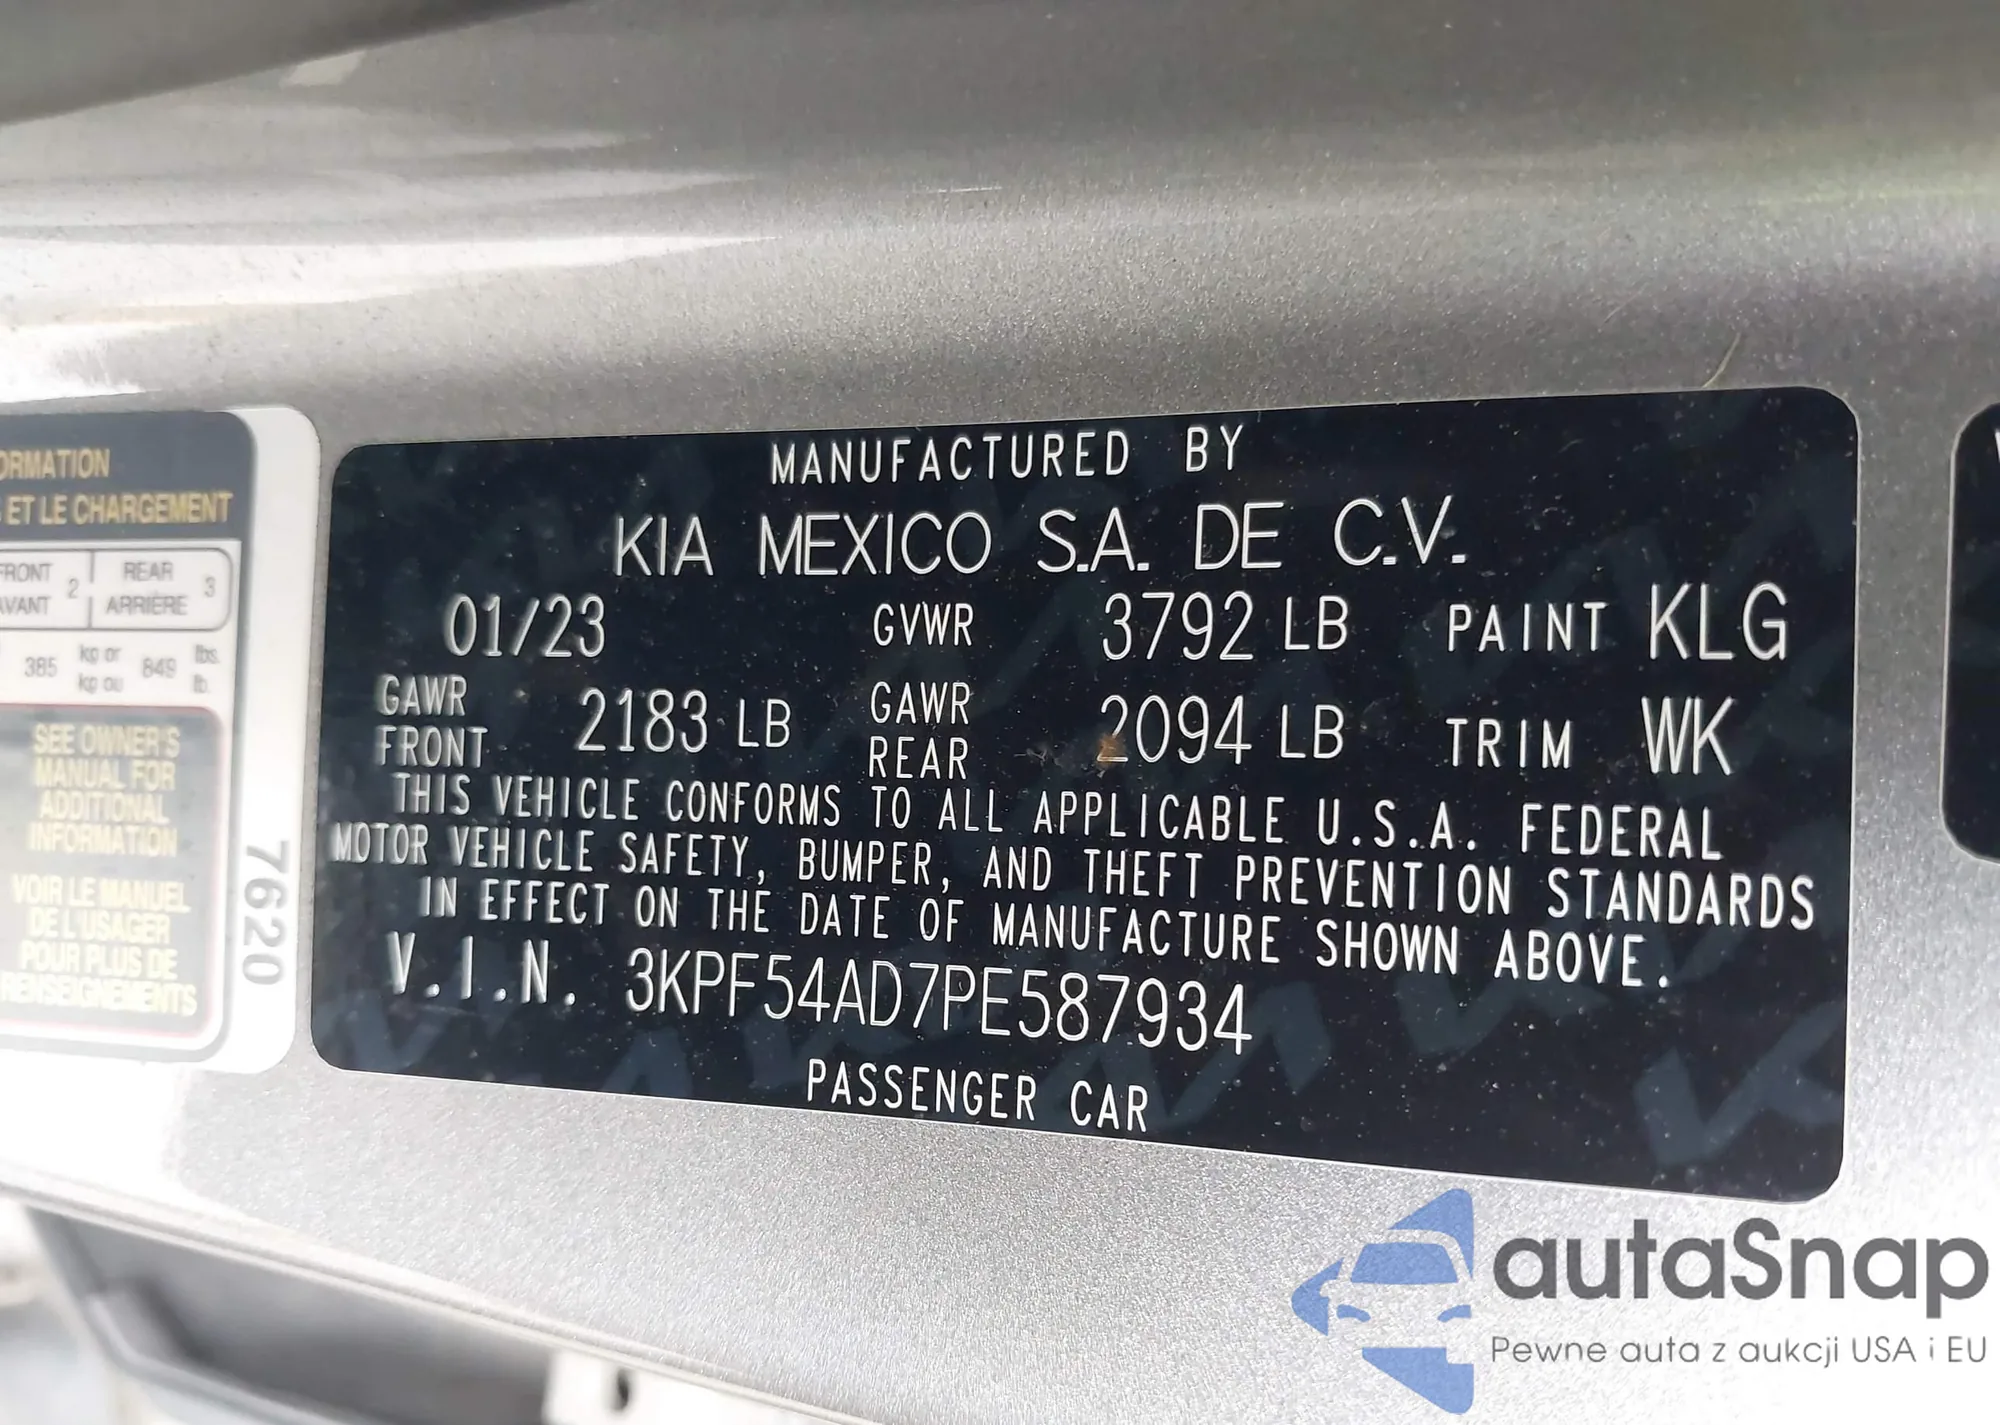 ORMATION
ET LE CHARGEMENT
FRONT 2 REAR 3
AVANT ARRIÈRE
385 kg or 849 lbs.
kg ou lb.
SEE OWNER'S
MANUAL FOR
ADDITIONAL
INFORMATION
VOIR LE MANUEL
DE L'USAGER
POUR PLUS DE
RENSEIGNEMENTS
7620
MANUFACTURED BY
KIA MEXICO S.A. DE C.V.
01/23 GVWR 3792 LB PAINT KLG
GAWR FRONT 2183 LB GAWR REAR 2094 LB TRIM WK
THIS VEHICLE CONFORMS TO ALL APPLICABLE U.S.A. FEDERAL
MOTOR VEHICLE SAFETY, BUMPER, AND THEFT PREVENTION STANDARDS
IN EFFECT ON THE DATE OF MANUFACTURE SHOWN ABOVE.
V.I.N. 3KPF54AD7PE587934
PASSENGER CAR
autaSnap
Pewne auta z aukcji USA i EU